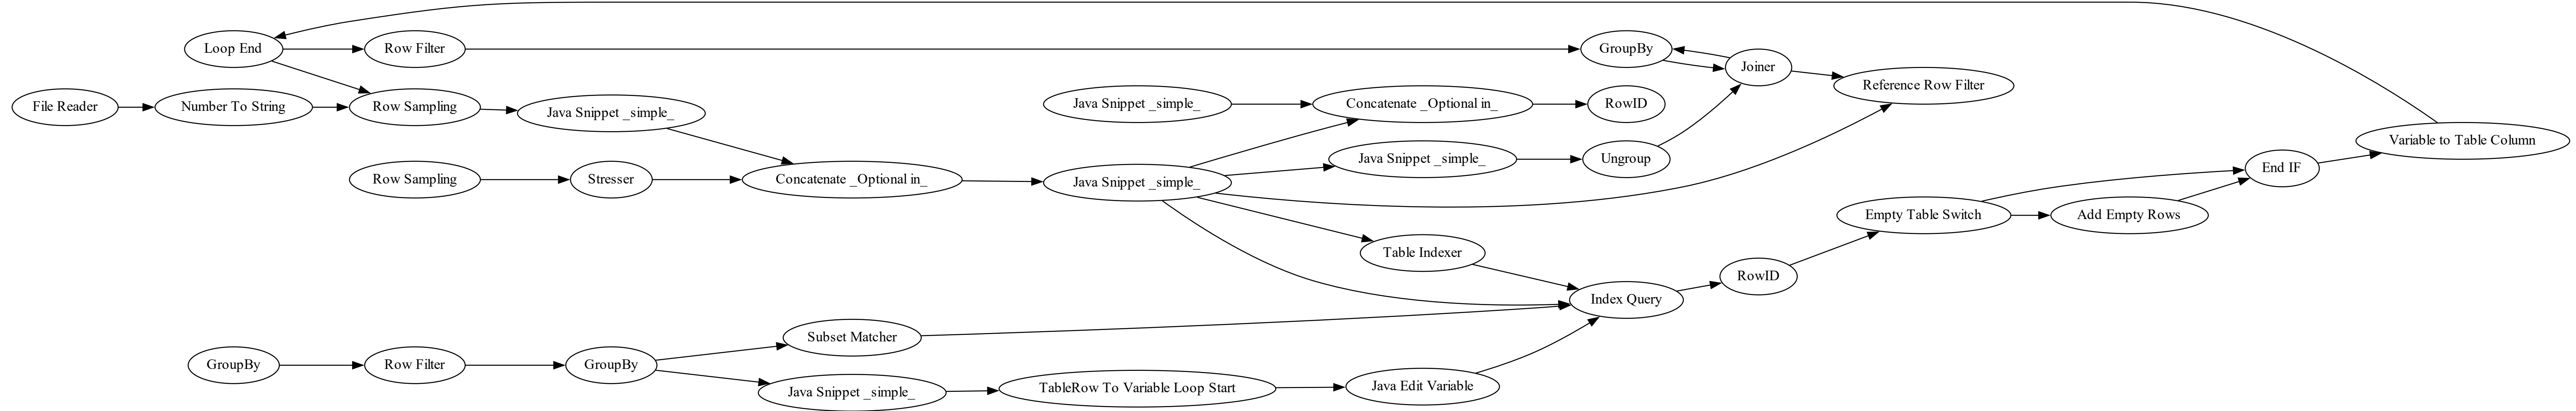 Loop End
Row Filter
GroupBy
Joiner
File Reader
Number To String
Row Sampling
Java Snippet _simple_
Java Snippet _simple_
Concatenate _Optional in_
RowID
Reference Row Filter
Variable to Table Column
Row Sampling
Stresser
Concatenate _Optional in_
Java Snippet _simple_
Java Snippet _simple_
Ungroup
End IF
Empty Table Switch
Add Empty Rows
Table Indexer
RowID
Index Query
Subset Matcher
GroupBy
Row Filter
GroupBy
Java Snippet _simple_
TableRow To Variable Loop Start
Java Edit Variable